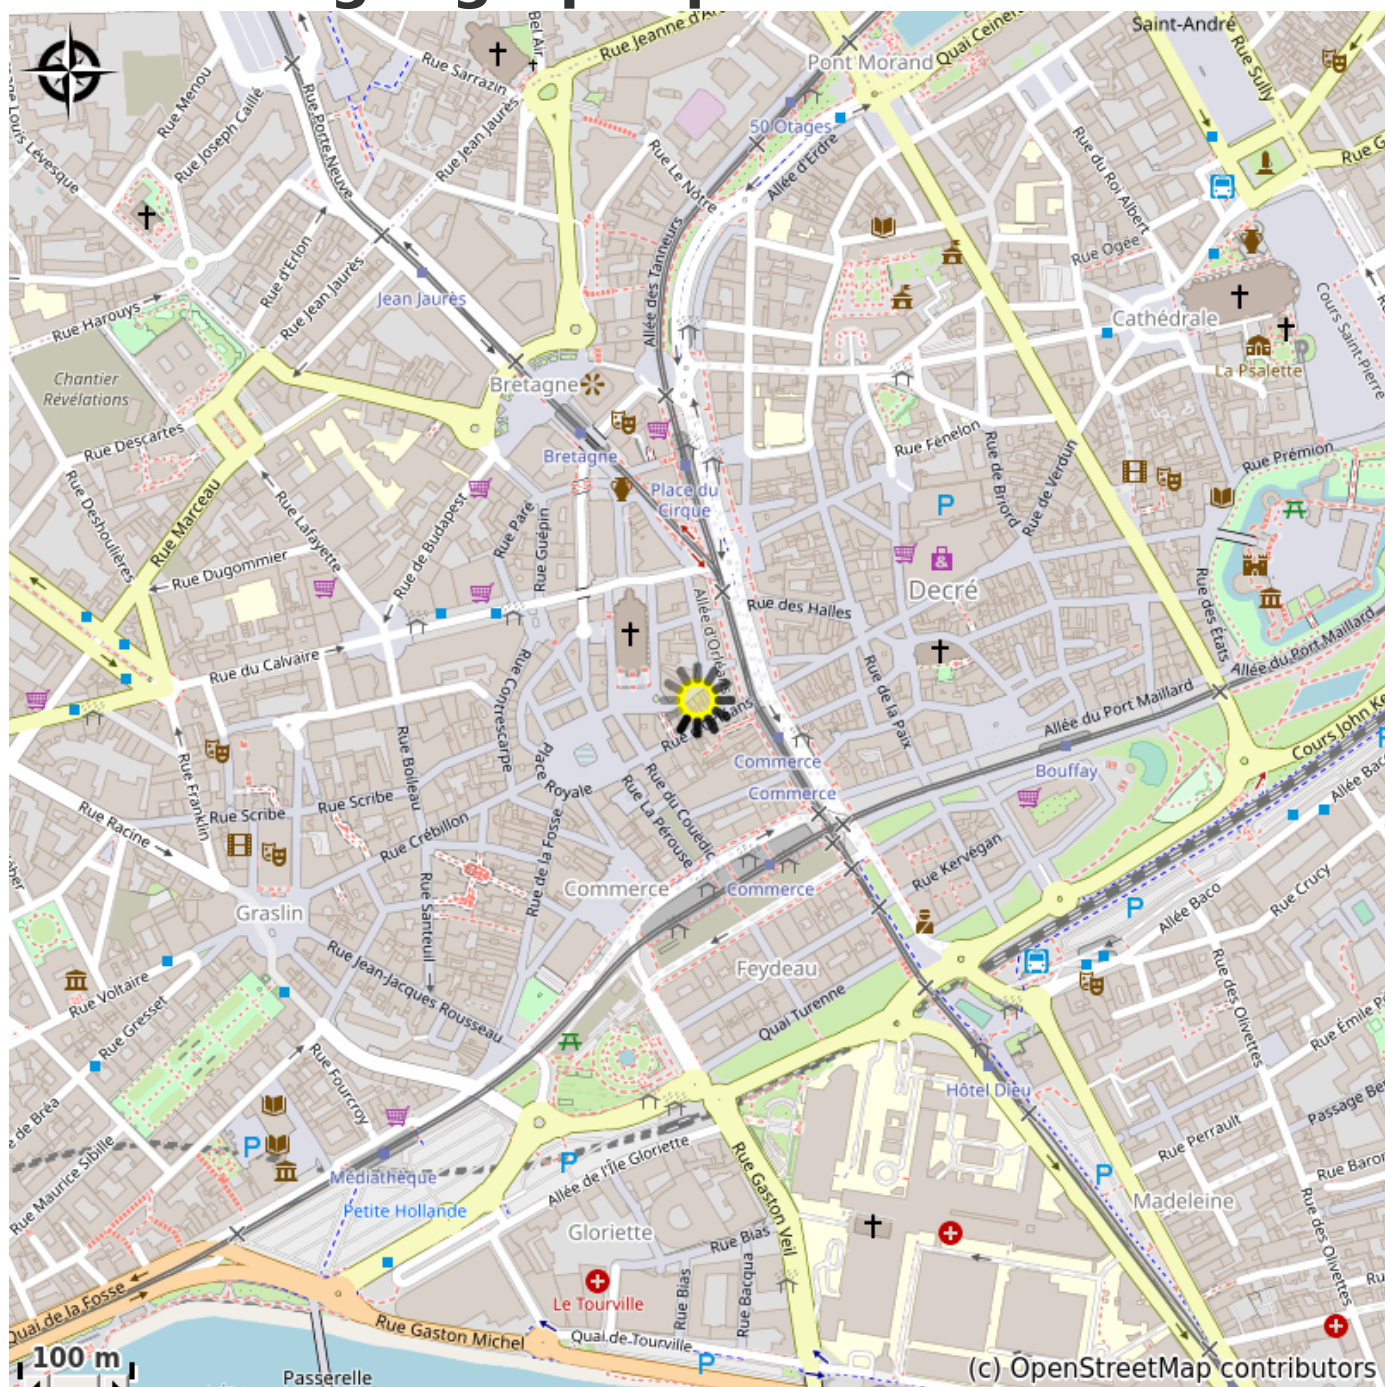 Saint-André
Bel Air
Rue Jeanne d'Arc
Quai Ceineray
Rue Sully
Rue Sarrazin
Pont Morand
Rue Menou
Rue Joseph Caillé
Rue Porte Neuve
Rue Jean Jaurès
50 Otages
Rue Louis Lévesque
Rue Le Nôtre
Allée d'Erdre
Rue du Roi Albert
Rue Ogée
Allée des Tanneurs
Rue d'Erlon
Rue Jean Jaurès
Jean Jaurès
Rue Harouys
Cathédrale
Cours Saint-Pierre
La Psalette
Chantier
Révélations
Bretagne
Rue Descartes
Bretagne
Rue Fénelon
Rue de Briord
Rue de Verdun
Rue Prémion
Place du
Cirque
Rue Deshoulières
Rue Marceau
Rue Lafayette
Rue de Budapest
Rue Paré
Rue Guépin
Rue Dugommier
Decré
Rue des Halles
Allée d'Orléans
Rue des États
Allée du Port Maillard
Rue du Calvaire
Rue Contrescarpe
Rue de la Paix
Allée du Port Maillard
Cours John Ke
Rue Franklin
Rue Boileau
Place Royale
Commerce
Bouffay
Allée Baco
Rue Scribe
Rue Scribe
Rue du Couëdic
Rue La Pérouse
Commerce
Rue Racine
Rue Crébillon
Rue de la Fosse
Rue Kervégan
Commerce
Commerce
Rue Crucy
Rue Santeuil
Graslin
Allée Baco
Rue Jean-Jacques Rousseau
Feydeau
Rue Voltaire
Rue Gresset
Quai Turenne
Rue des Olivettes
Rue Émile P
Rue Fourcroy
Hôtel Dieu
e de Bréa
Passage Be
Rue Maurice Sibille
Médiathèque
Allée de l'Île Gloriette
Rue Gaston Veil
Rue Perrault
Rue Baron
Petite Hollande
Gloriette
Madeleine
Rue Bias
Rue des Olivettes
Rue Bias
Rue Bacqua
Le Tourville
Quai de la Fosse
Rue Gaston Michel
Quai de Tourville
100 m
Passerelle
(c) OpenStreetMap contributors